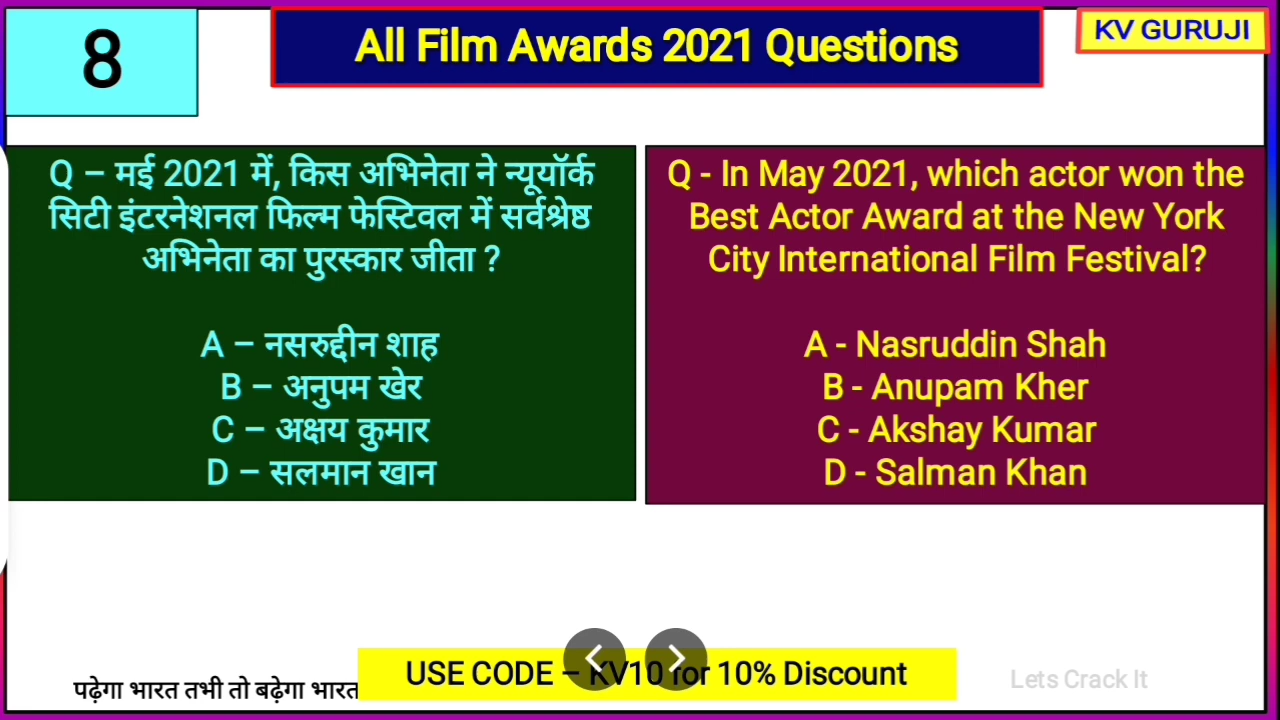 8
All Film Awards 2021 Questions
KV GURUJI
Q – मई 2021 में, किस अभिनेता ने न्यूयॉर्क
सिटी इंटरनेशनल फिल्म फेस्टिवल में सर्वश्रेष्ठ
अभिनेता का पुरस्कार जीता ?
A – नसरुद्दीन शाह
B – अनुपम खेर
C – अक्षय कुमार
D – सलमान खान
Q - In May 2021, which actor won the
Best Actor Award at the New York
City International Film Festival?
A - Nasruddin Shah
B - Anupam Kher
C - Akshay Kumar
D - Salman Khan
USE CODE – KV10 for 10% Discount
पढ़ेगा भारत तभी तो बढ़ेगा भारत
Lets Crack It